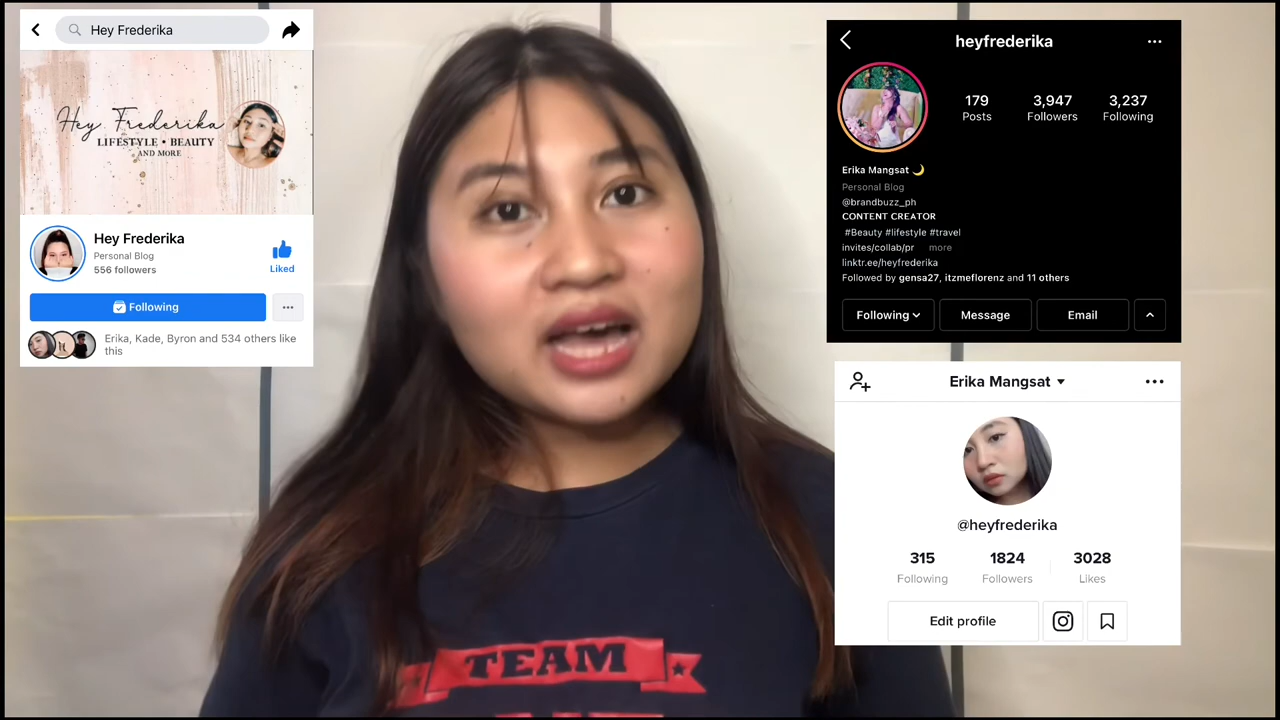 Hey Frederika
Hey Frederika
LIFESTYLE • BEAUTY
AND MORE
Hey Frederika
Personal Blog
556 followers
Liked
Following
Erika, Kade, Byron and 534 others like
this
heyfrederika
179
Posts
3,947
Followers
3,237
Following
Erika Mangsat 🌙
Personal Blog
@brandbuzz_ph
CONTENT CREATOR
#Beauty #lifestyle #travel
invites/collab/pr more
linktr.ee/heyfrederika
Followed by gensa27, itzmeflorenz and 11 others
Following
Message
Email
Erika Mangsat
@heyfrederika
315
Following
1824
Followers
3028
Likes
Edit profile
TEAM